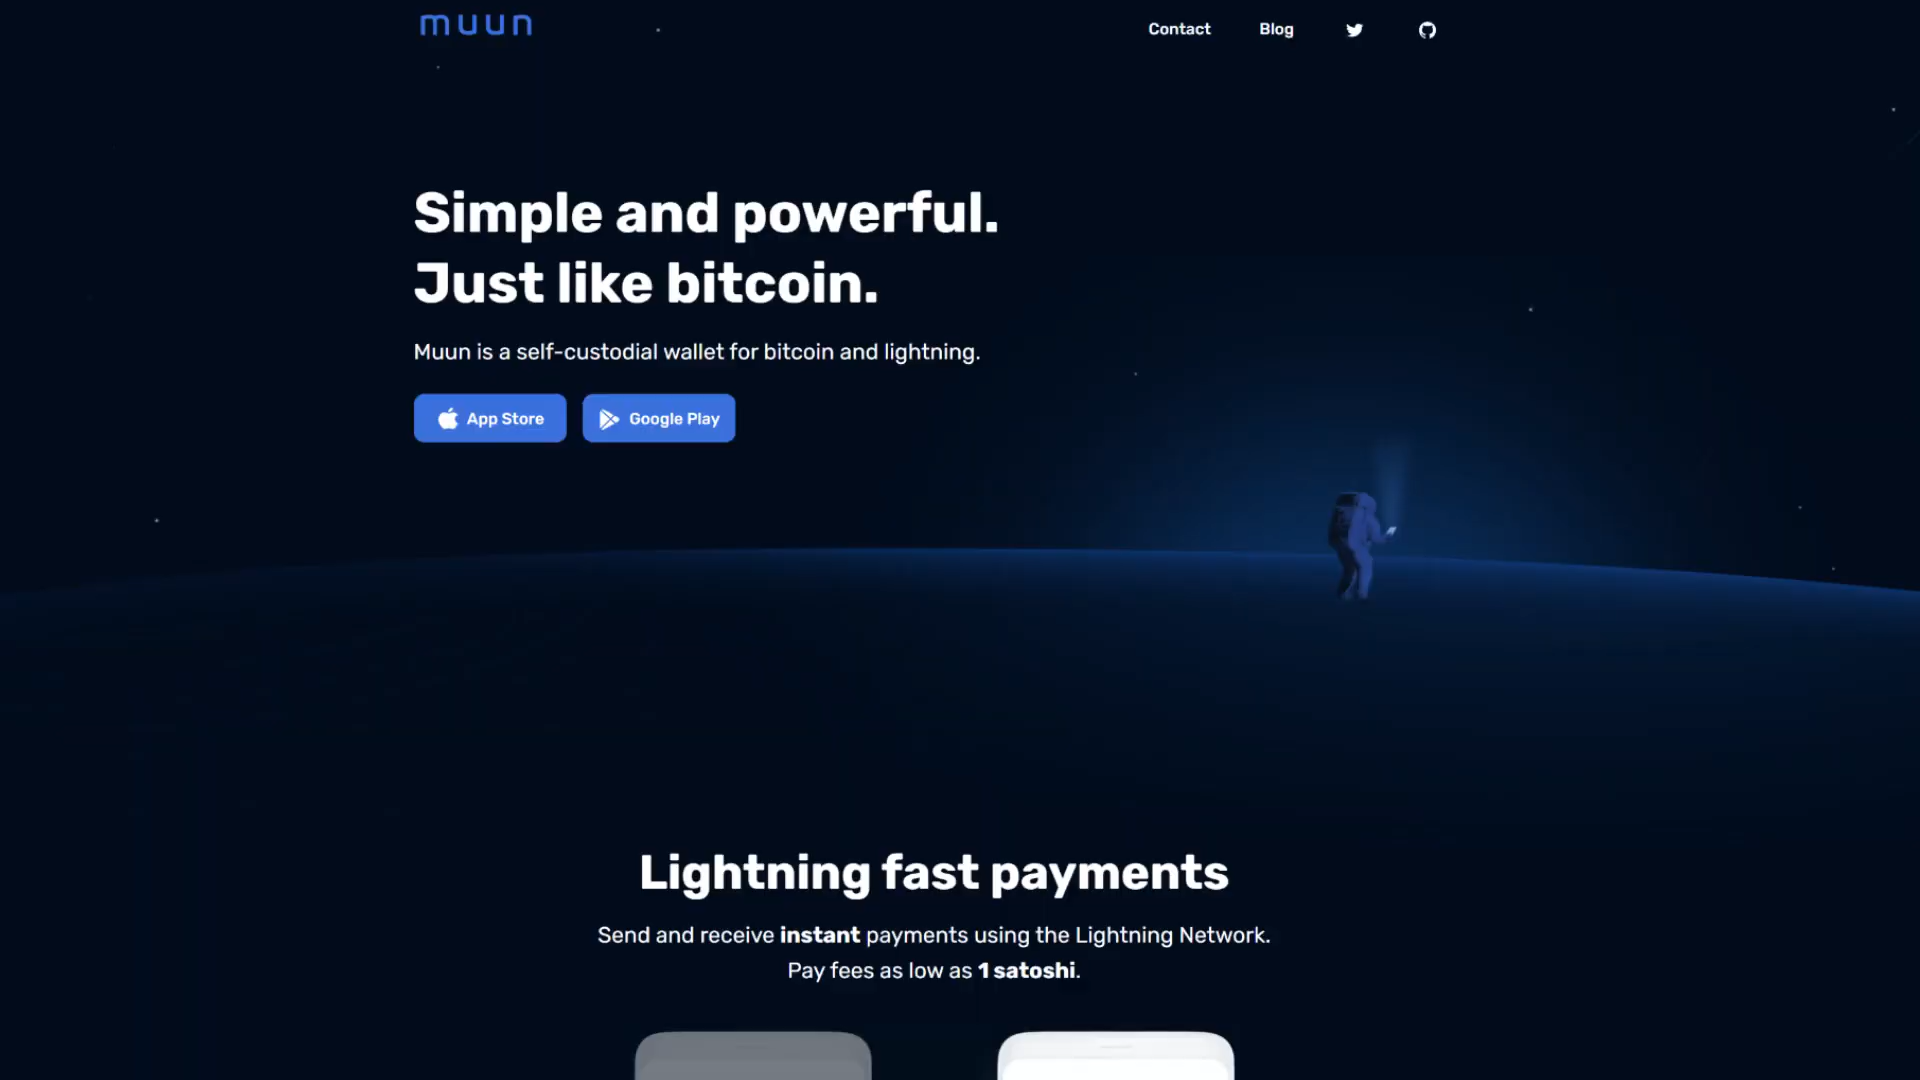 muun
Contact
Blog
Simple and powerful.
Just like bitcoin.
Muun is a self-custodial wallet for bitcoin and lightning.
App Store
Google Play
Lightning fast payments
Send and receive instant payments using the Lightning Network.
Pay fees as low as 1 satoshi.